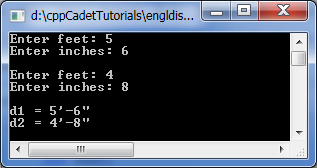 d:\cppCadetTutorials\engldis...
Enter feet: 5
Enter inches: 6
Enter feet: 4
Enter inches: 8
d1 = 5'-6"
d2 = 4'-8"